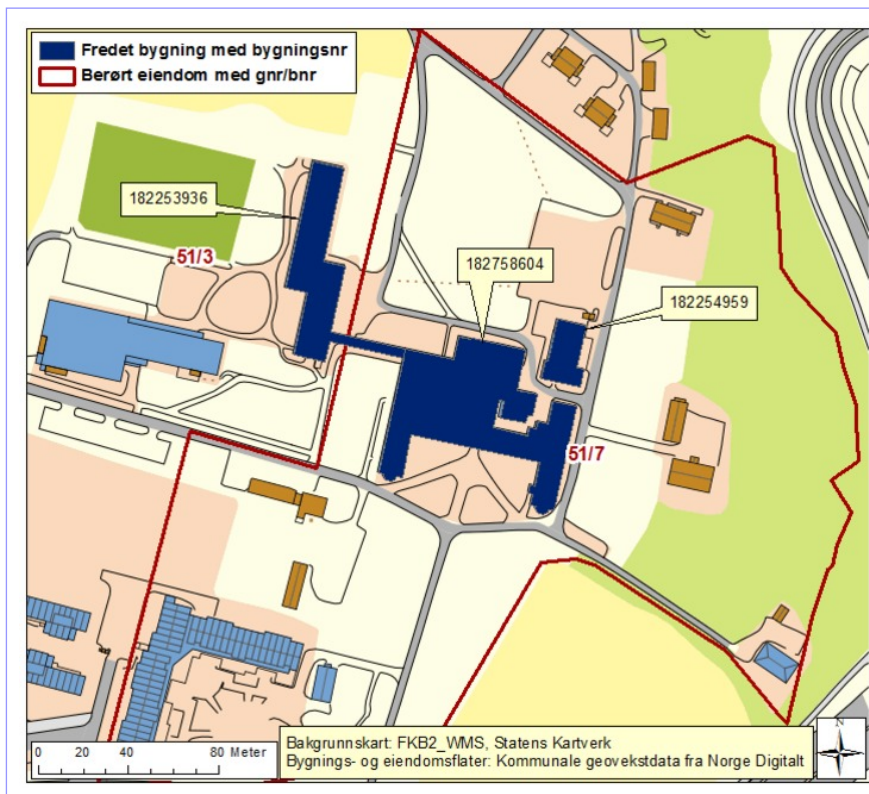 Fredet bygning med bygningsnr
Berørt eiendom med gnr/bnr
182253936
51/3
182758604
182254959
51/7
N
0 20 40 80 Meter
Bakgrunnskart: FKB2_WMS, Statens Kartverk
Bygnings- og eiendomsflater: Kommunale geovekstdata fra Norge Digitalt